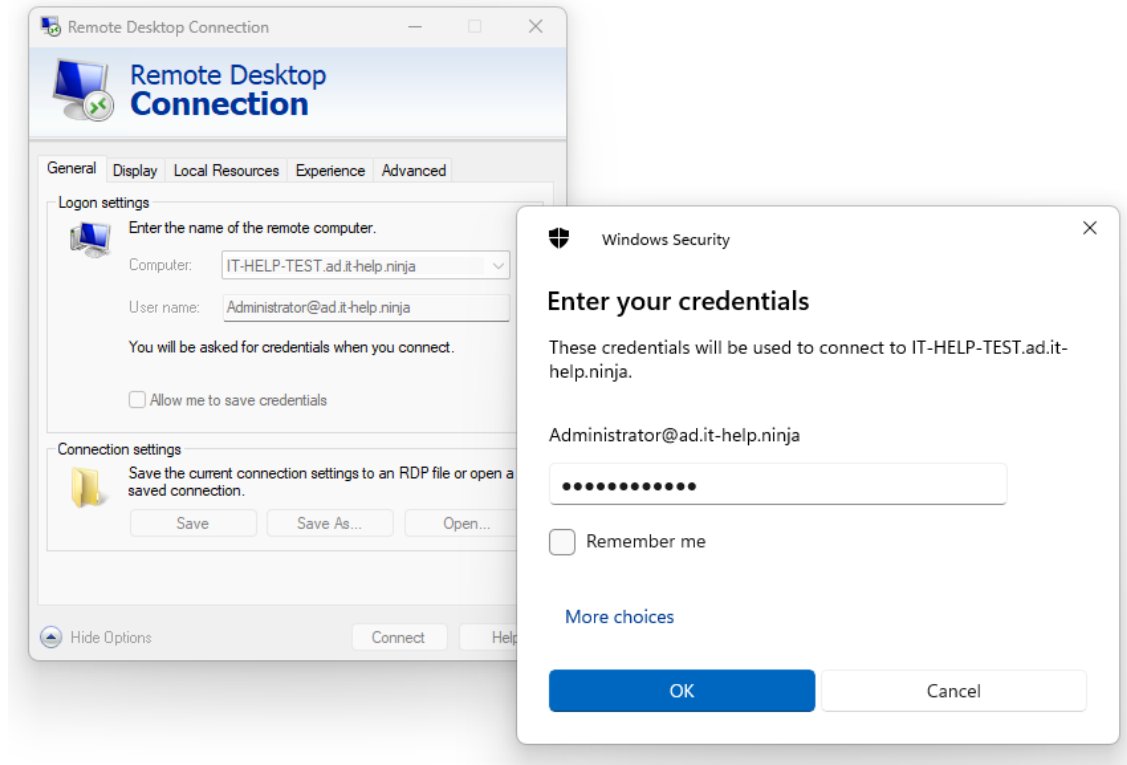 Remote Desktop Connection
Remote Desktop
Connection
General Display Local Resources Experience Advanced
Logon settings
Enter the name of the remote computer.
Computer: IT-HELP-TEST.ad.it-help.ninja
User name: Administrator@ad.it-help.ninja
You will be asked for credentials when you connect.
Allow me to save credentials
Connection settings
Save the current connection settings to an RDP file or open a
saved connection.
Save Save As... Open...
Hide Options Connect Help
Windows Security
Enter your credentials
These credentials will be used to connect to IT-HELP-TEST.ad.it-
help.ninja.
Administrator@ad.it-help.ninja
••••••••••••
Remember me
More choices
OK Cancel